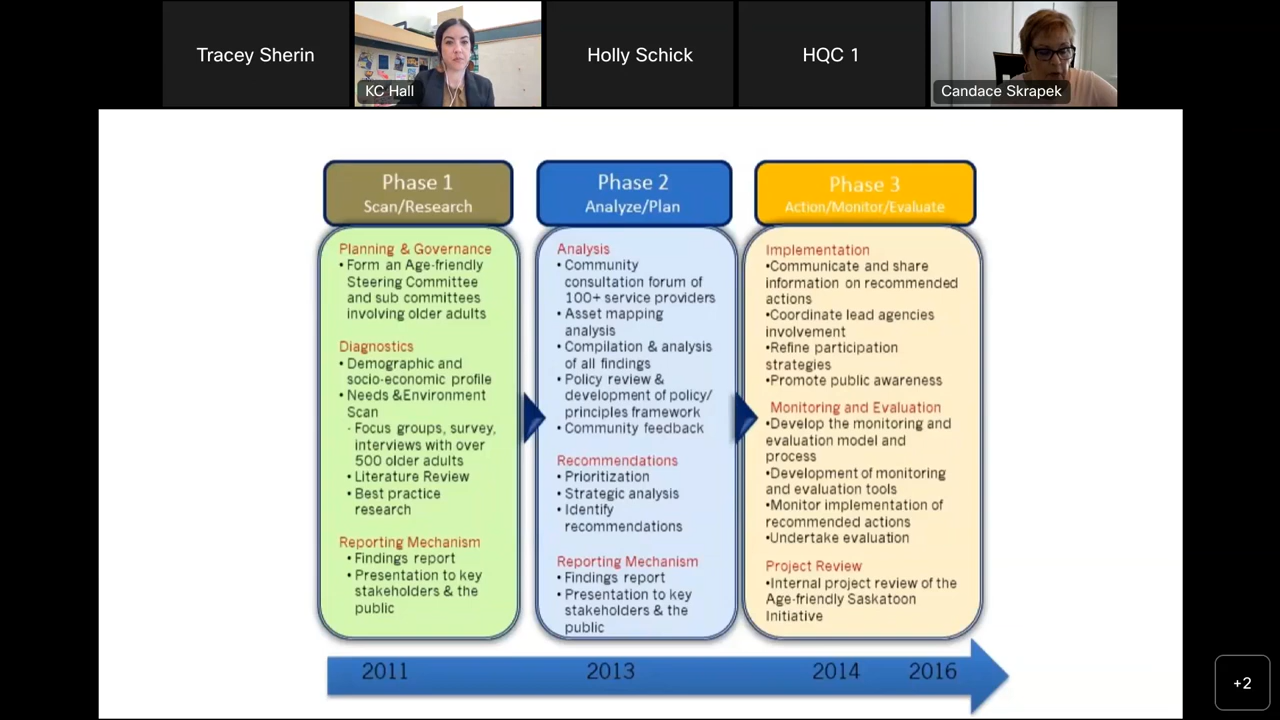 Tracey Sherin
KC Hall
Holly Schick
HQC 1
Candace Skrapek
Phase 1
Scan/Research
Planning & Governance
• Form an Age-friendly
Steering Committee
and sub committees
involving older adults
Diagnostics
• Demographic and
socio-economic profile
• Needs &Environment
Scan
- Focus groups, survey,
interviews with over
500 older adults
• Literature Review
• Best practice
research
Reporting Mechanism
• Findings report
• Presentation to key
stakeholders & the
public
Phase 2
Analyze/Plan
Analysis
• Community
consultation forum of
100+ service providers
• Asset mapping
analysis
• Compilation & analysis
of all findings
• Policy review &
development of policy/
principles framework
• Community feedback
Recommendations
• Prioritization
• Strategic analysis
• Identify
recommendations
Reporting Mechanism
• Findings report
• Presentation to key
stakeholders & the
public
Phase 3
Action/Monitor/Evaluate
Implementation
•Communicate and share
information on recommended
actions
•Coordinate lead agencies
involvement
•Refine participation
strategies
•Promote public awareness
Monitoring and Evaluation
•Develop the monitoring and
evaluation model and
process
•Development of monitoring
and evaluation tools
•Monitor implementation of
recommended actions
•Undertake evaluation
Project Review
•Internal project review of the
Age-friendly Saskatoon
Initiative
2011 2013 2014 2016
+2